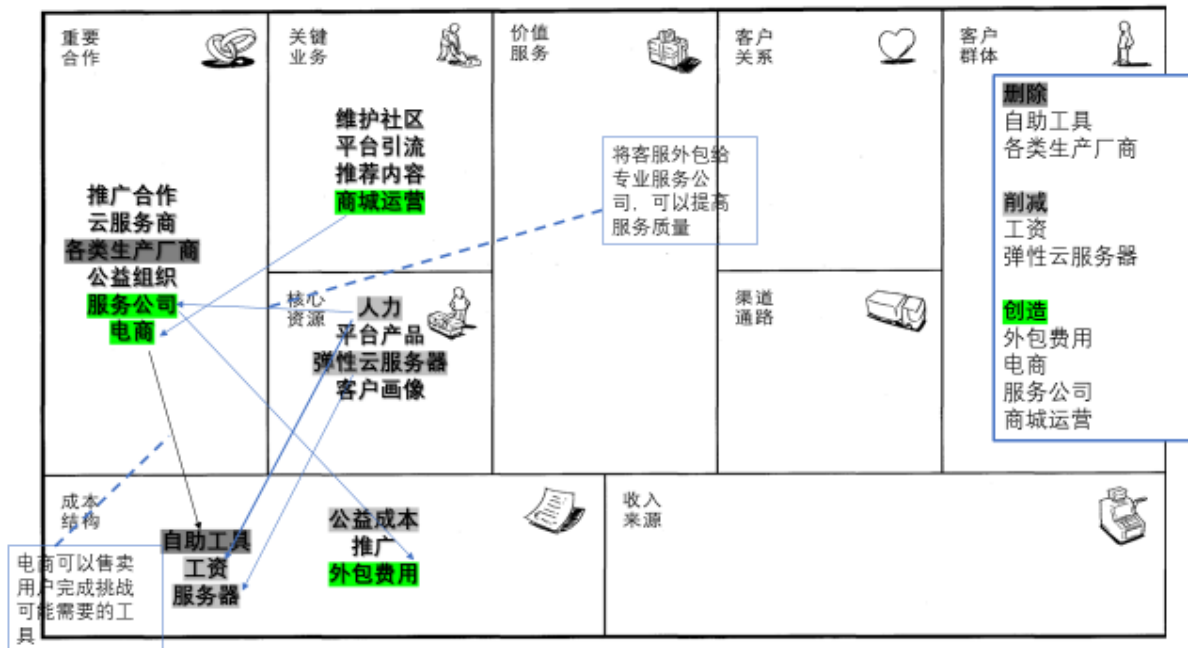 重要
合作
推广合作
云服务商
各类生产厂商
公益组织
服务公司
电商
关键
业务
维护社区
平台引流
推荐内容
商城运营
核心
资源
人力
平台产品
弹性云服务器
客户画像
价值
服务
将客服外包给
专业服务公
司，可以提高
服务质量
客户
关系
渠道
通路
客户
群体
删除
自助工具
各类生产厂商
削减
工资
弹性云服务器
创造
外包费用
电商
服务公司
商城运营
成本
结构
自助工具
工资
服务器
公益成本
推广
外包费用
电商可以售卖
用户完成挑战
可能需要的工
具
收入
来源